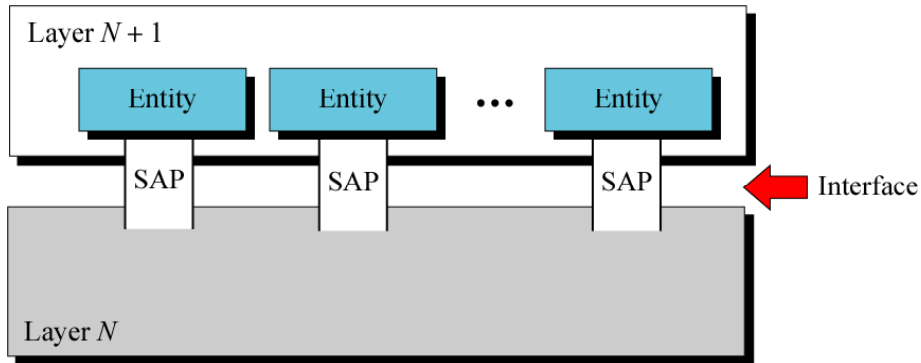 Layer N + 1
Entity
Entity
...
Entity
SAP
SAP
SAP
Interface
Layer N